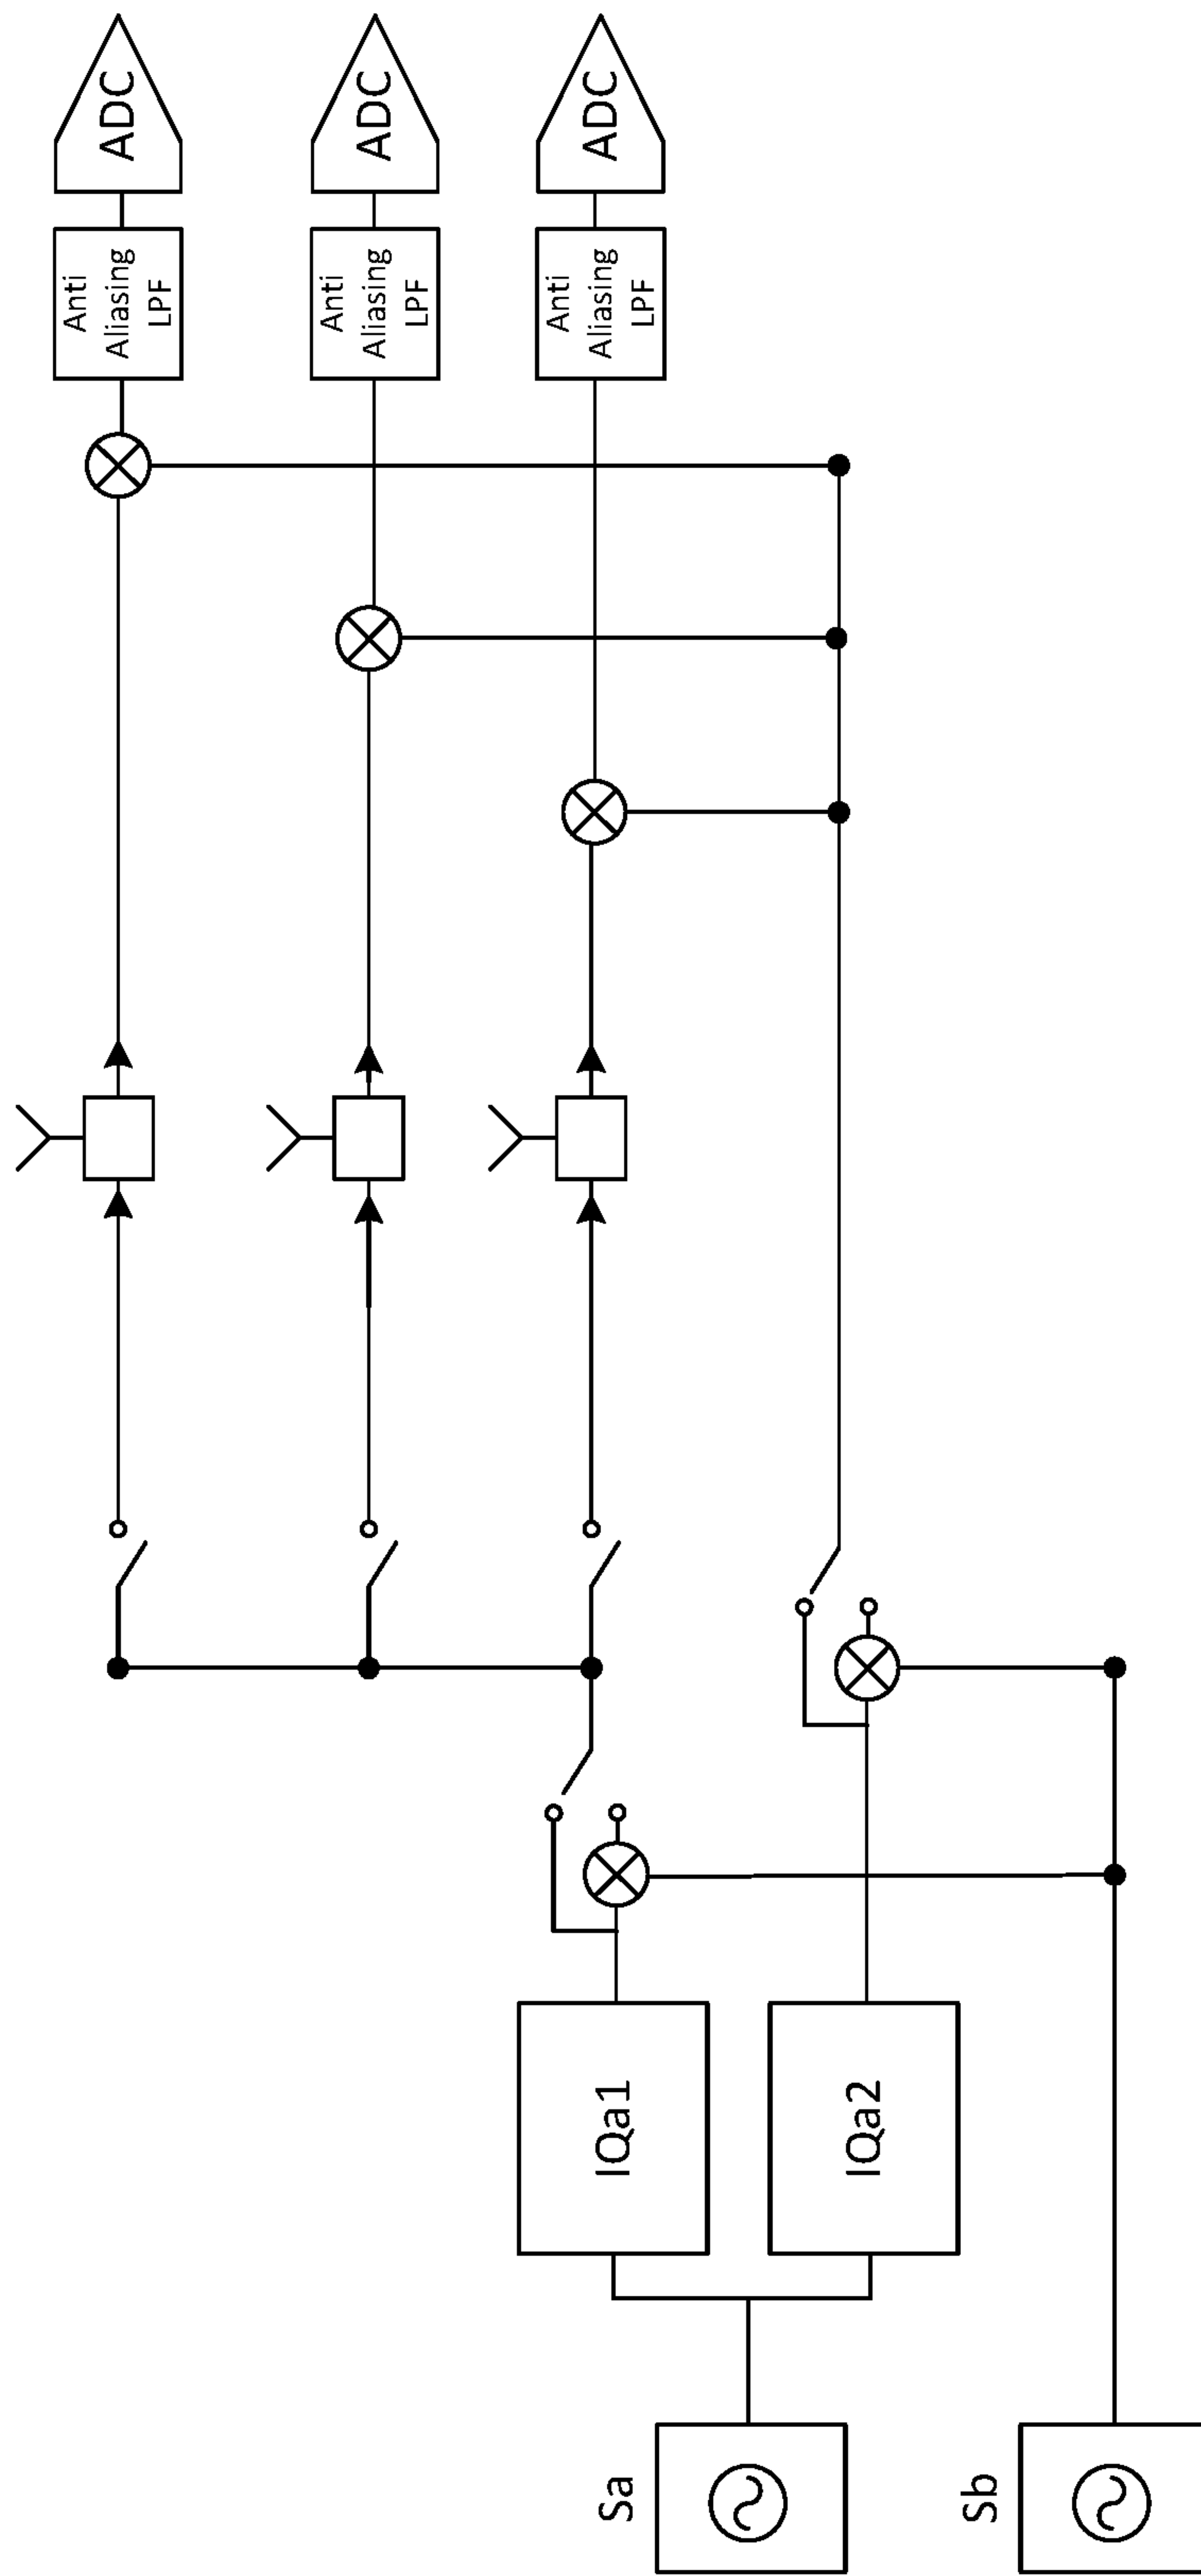 Sa
Sb
IQa1
IQa2
Anti
Aliasing
LPF
ADC
Anti
Aliasing
LPF
ADC
Anti
Aliasing
LPF
ADC